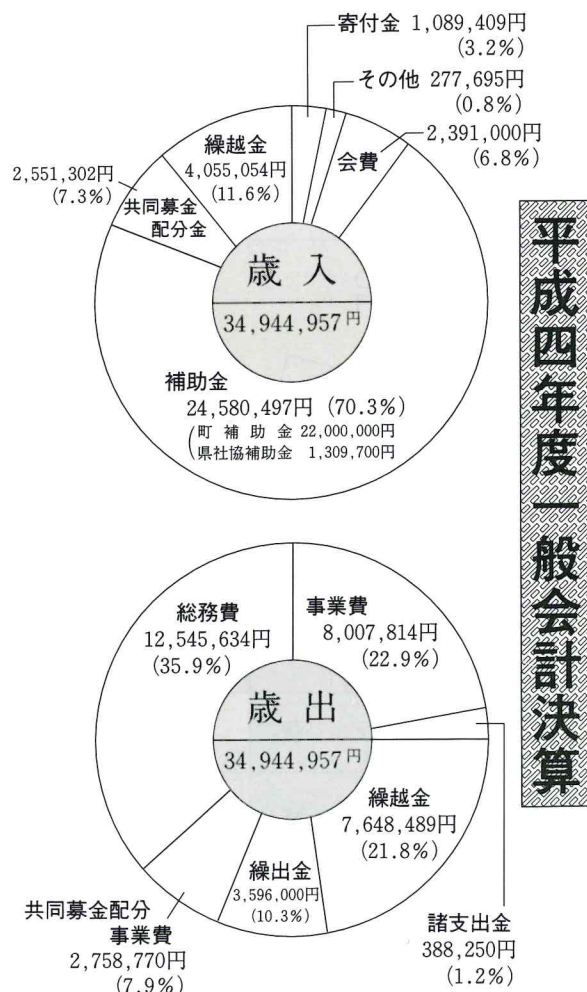 平成四年度一般会計決算
寄付金 1,089,409円
(3.2%)
その他 277,695円
(0.8%)
会費
2,391,000円
(6.8%)
繰越金
4,055,054円
(11.6%)
2,551,302円
(7.3%)
共同募金
配分金
歳入
34,944,957円
補助金
24,580,497円 (70.3%)
(町補助金 22,000,000円
県社協補助金 1,309,700円
総務費
12,545,634円
(35.9%)
事業費
8,007,814円
(22.9%)
歳出
34,944,957円
繰越金
7,648,489円
(21.8%)
繰出金
3,596,000円
(10.3%)
共同募金配分
事業費
2,758,770円
(7.9%)
諸支出金
388,250円
(1.2%)